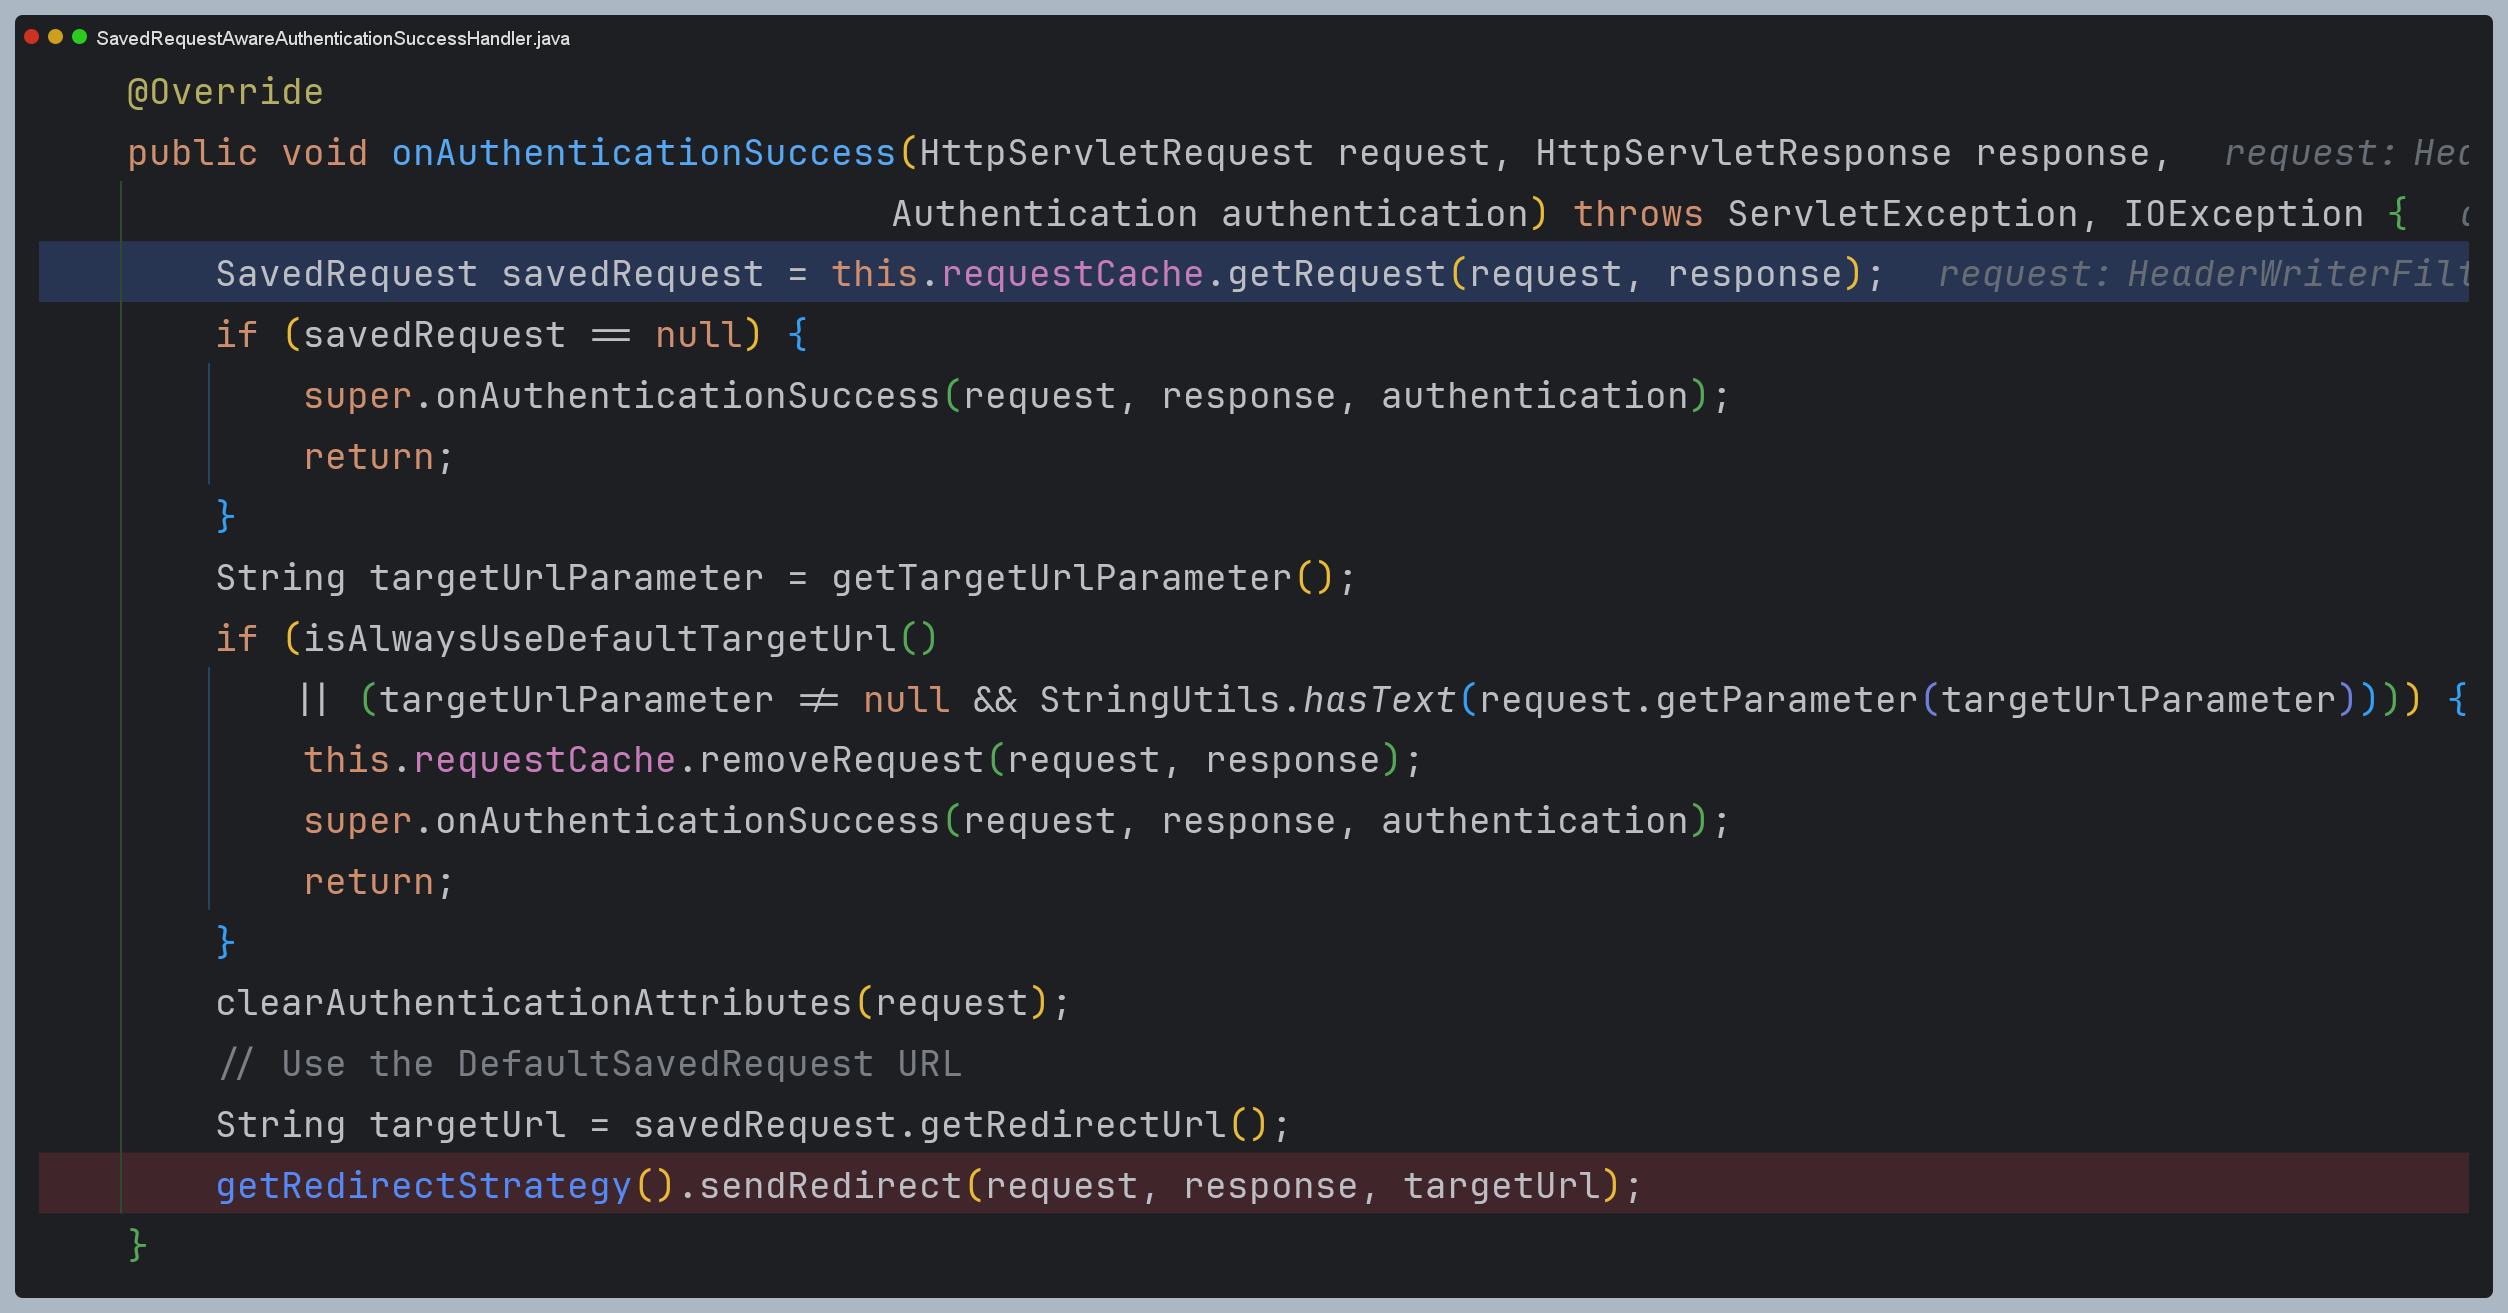 SavedRequestAwareAuthenticationSuccessHandler.java
@Override
public void onAuthenticationSuccess(HttpServletRequest request, HttpServletResponse response, request:
Authentication authentication) throws ServletException, IOException {
SavedRequest savedRequest = this.requestCache.getRequest(request, response); request:
if (savedRequest == null) {
super.onAuthenticationSuccess(request, response, authentication);
return;
}
String targetUrlParameter = getTargetUrlParameter();
if (isAlwaysUseDefaultTargetUrl()
|| (targetUrlParameter != null && StringUtils.hasText(request.getParameter(targetUrlParameter)))) {
this.requestCache.removeRequest(request, response);
super.onAuthenticationSuccess(request, response, authentication);
return;
}
clearAuthenticationAttributes(request);
// Use the DefaultSavedRequest URL
String targetUrl = savedRequest.getRedirectUrl();
getRedirectStrategy().sendRedirect(request, response, targetUrl);
}